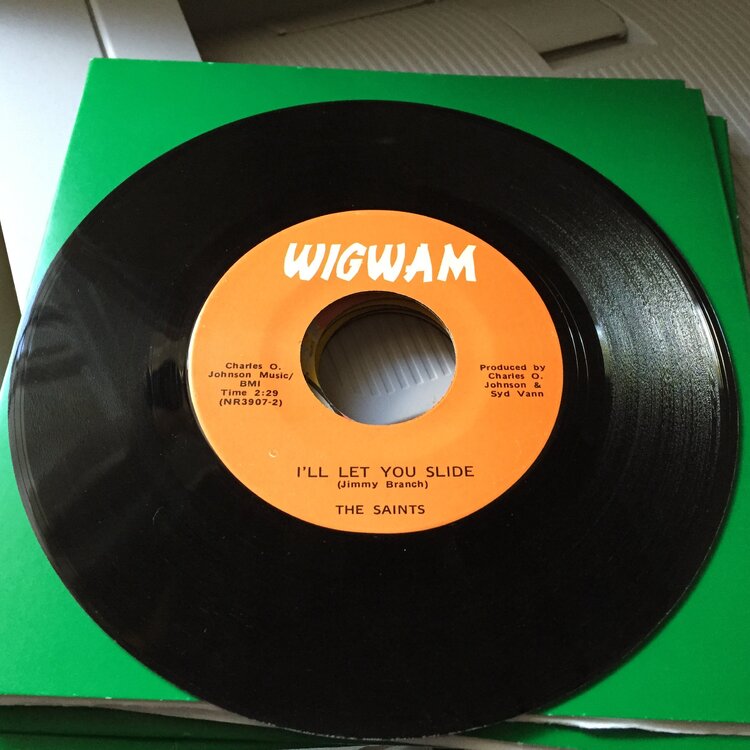 WIGWAM
Charles O.
Johnson Music/
BMI
Time 2:29
(NR3907-2)
Produced by
Charles O.
Johnson &
Syd Vann
I'LL LET YOU SLIDE
(Jimmy Branch)
THE SAINTS